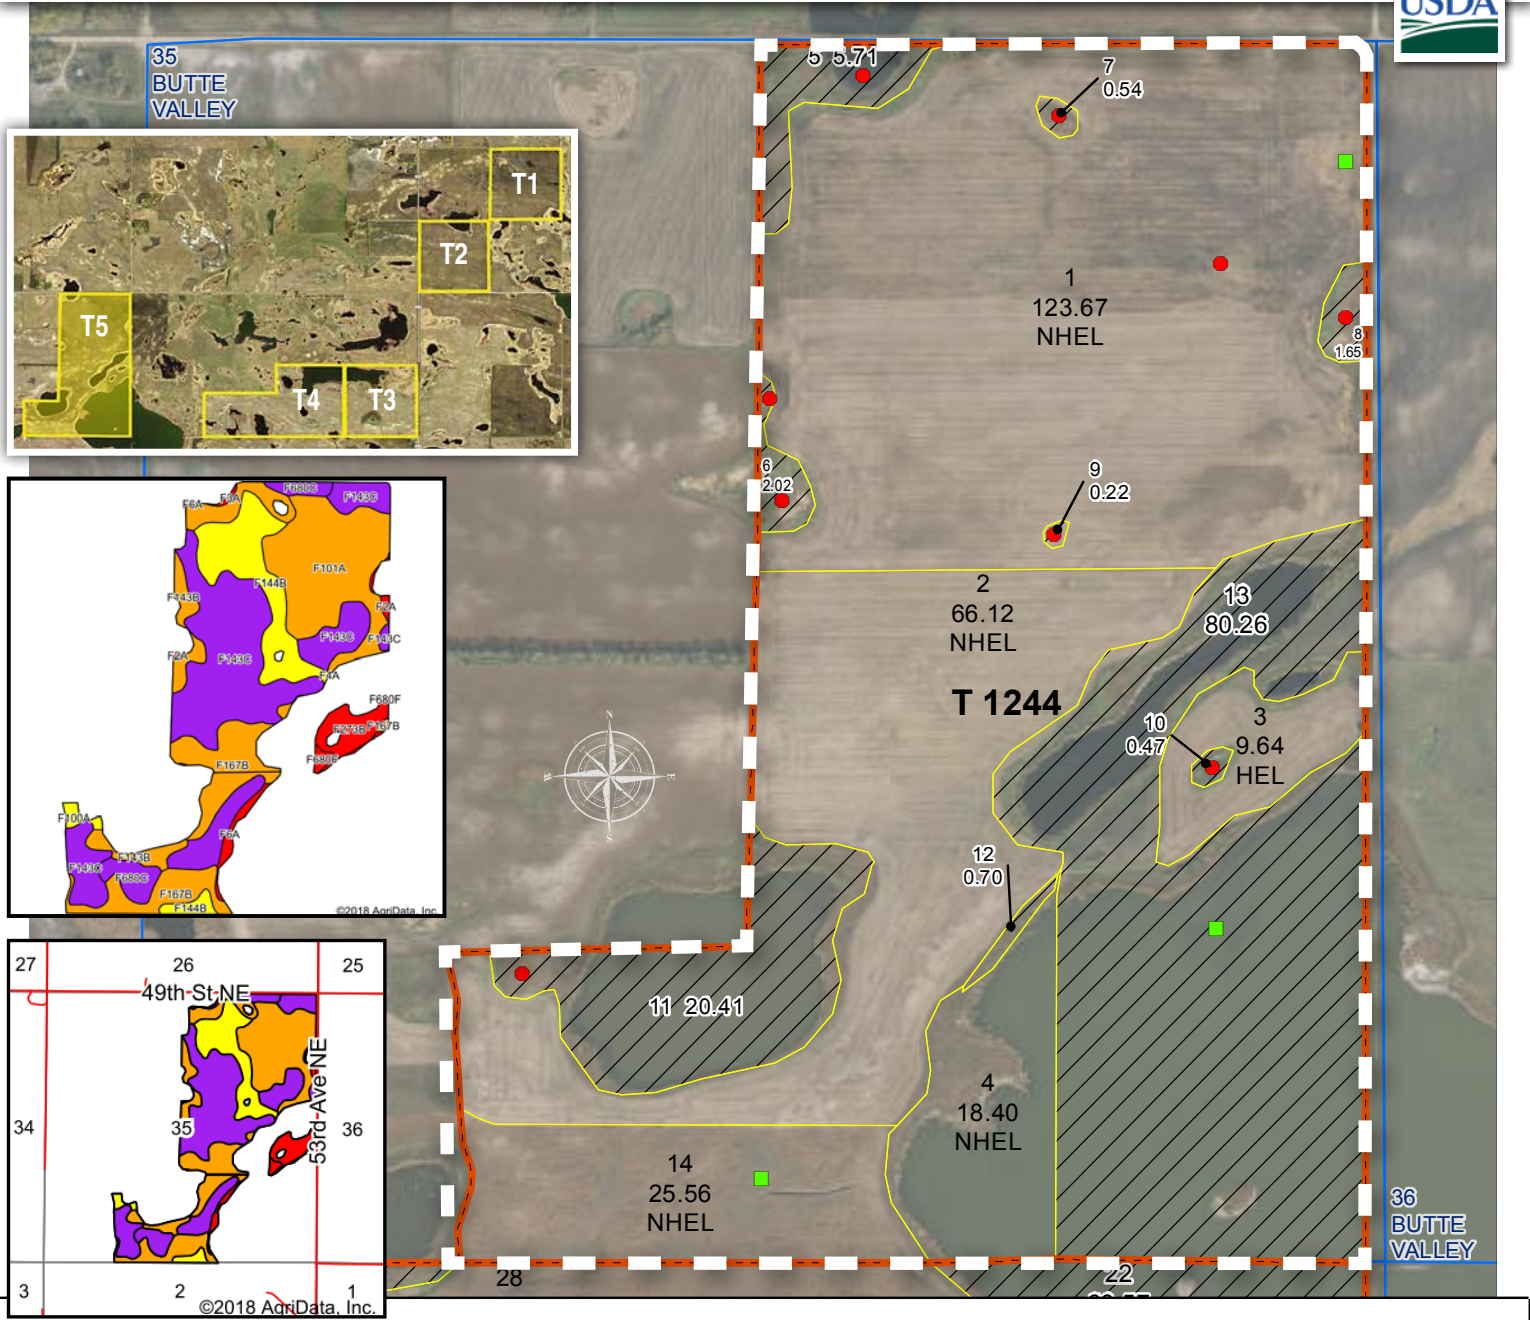 USDA
35
BUTTE
VALLEY
5 5.71
7
0.54
T1
T2
T5
T4
T3
1
123.67
NHEL
8
1.65
6
2.02
9
0.22
2
66.12
NHEL
13
80.26
T 1244
3
9.64
HEL
10
0.47
12
0.70
11 20.41
4
18.40
NHEL
14
25.56
NHEL
36
BUTTE
VALLEY
28
22
N
E
S
W
F680C
F143C
F3A
F6A
F101A
F144B
F143B
F2A
F143C
F143C
F2A
F143C
F4A
F680F
F273B
F167B
F680F
F167B
F100A
F6A
F143B
F143C
F680C
F167B
F144B
©2018 AgriData, Inc.
27
26
25
49th St NE
53rd Ave NE
34
35
36
3
2
1
©2018 AgriData, Inc.